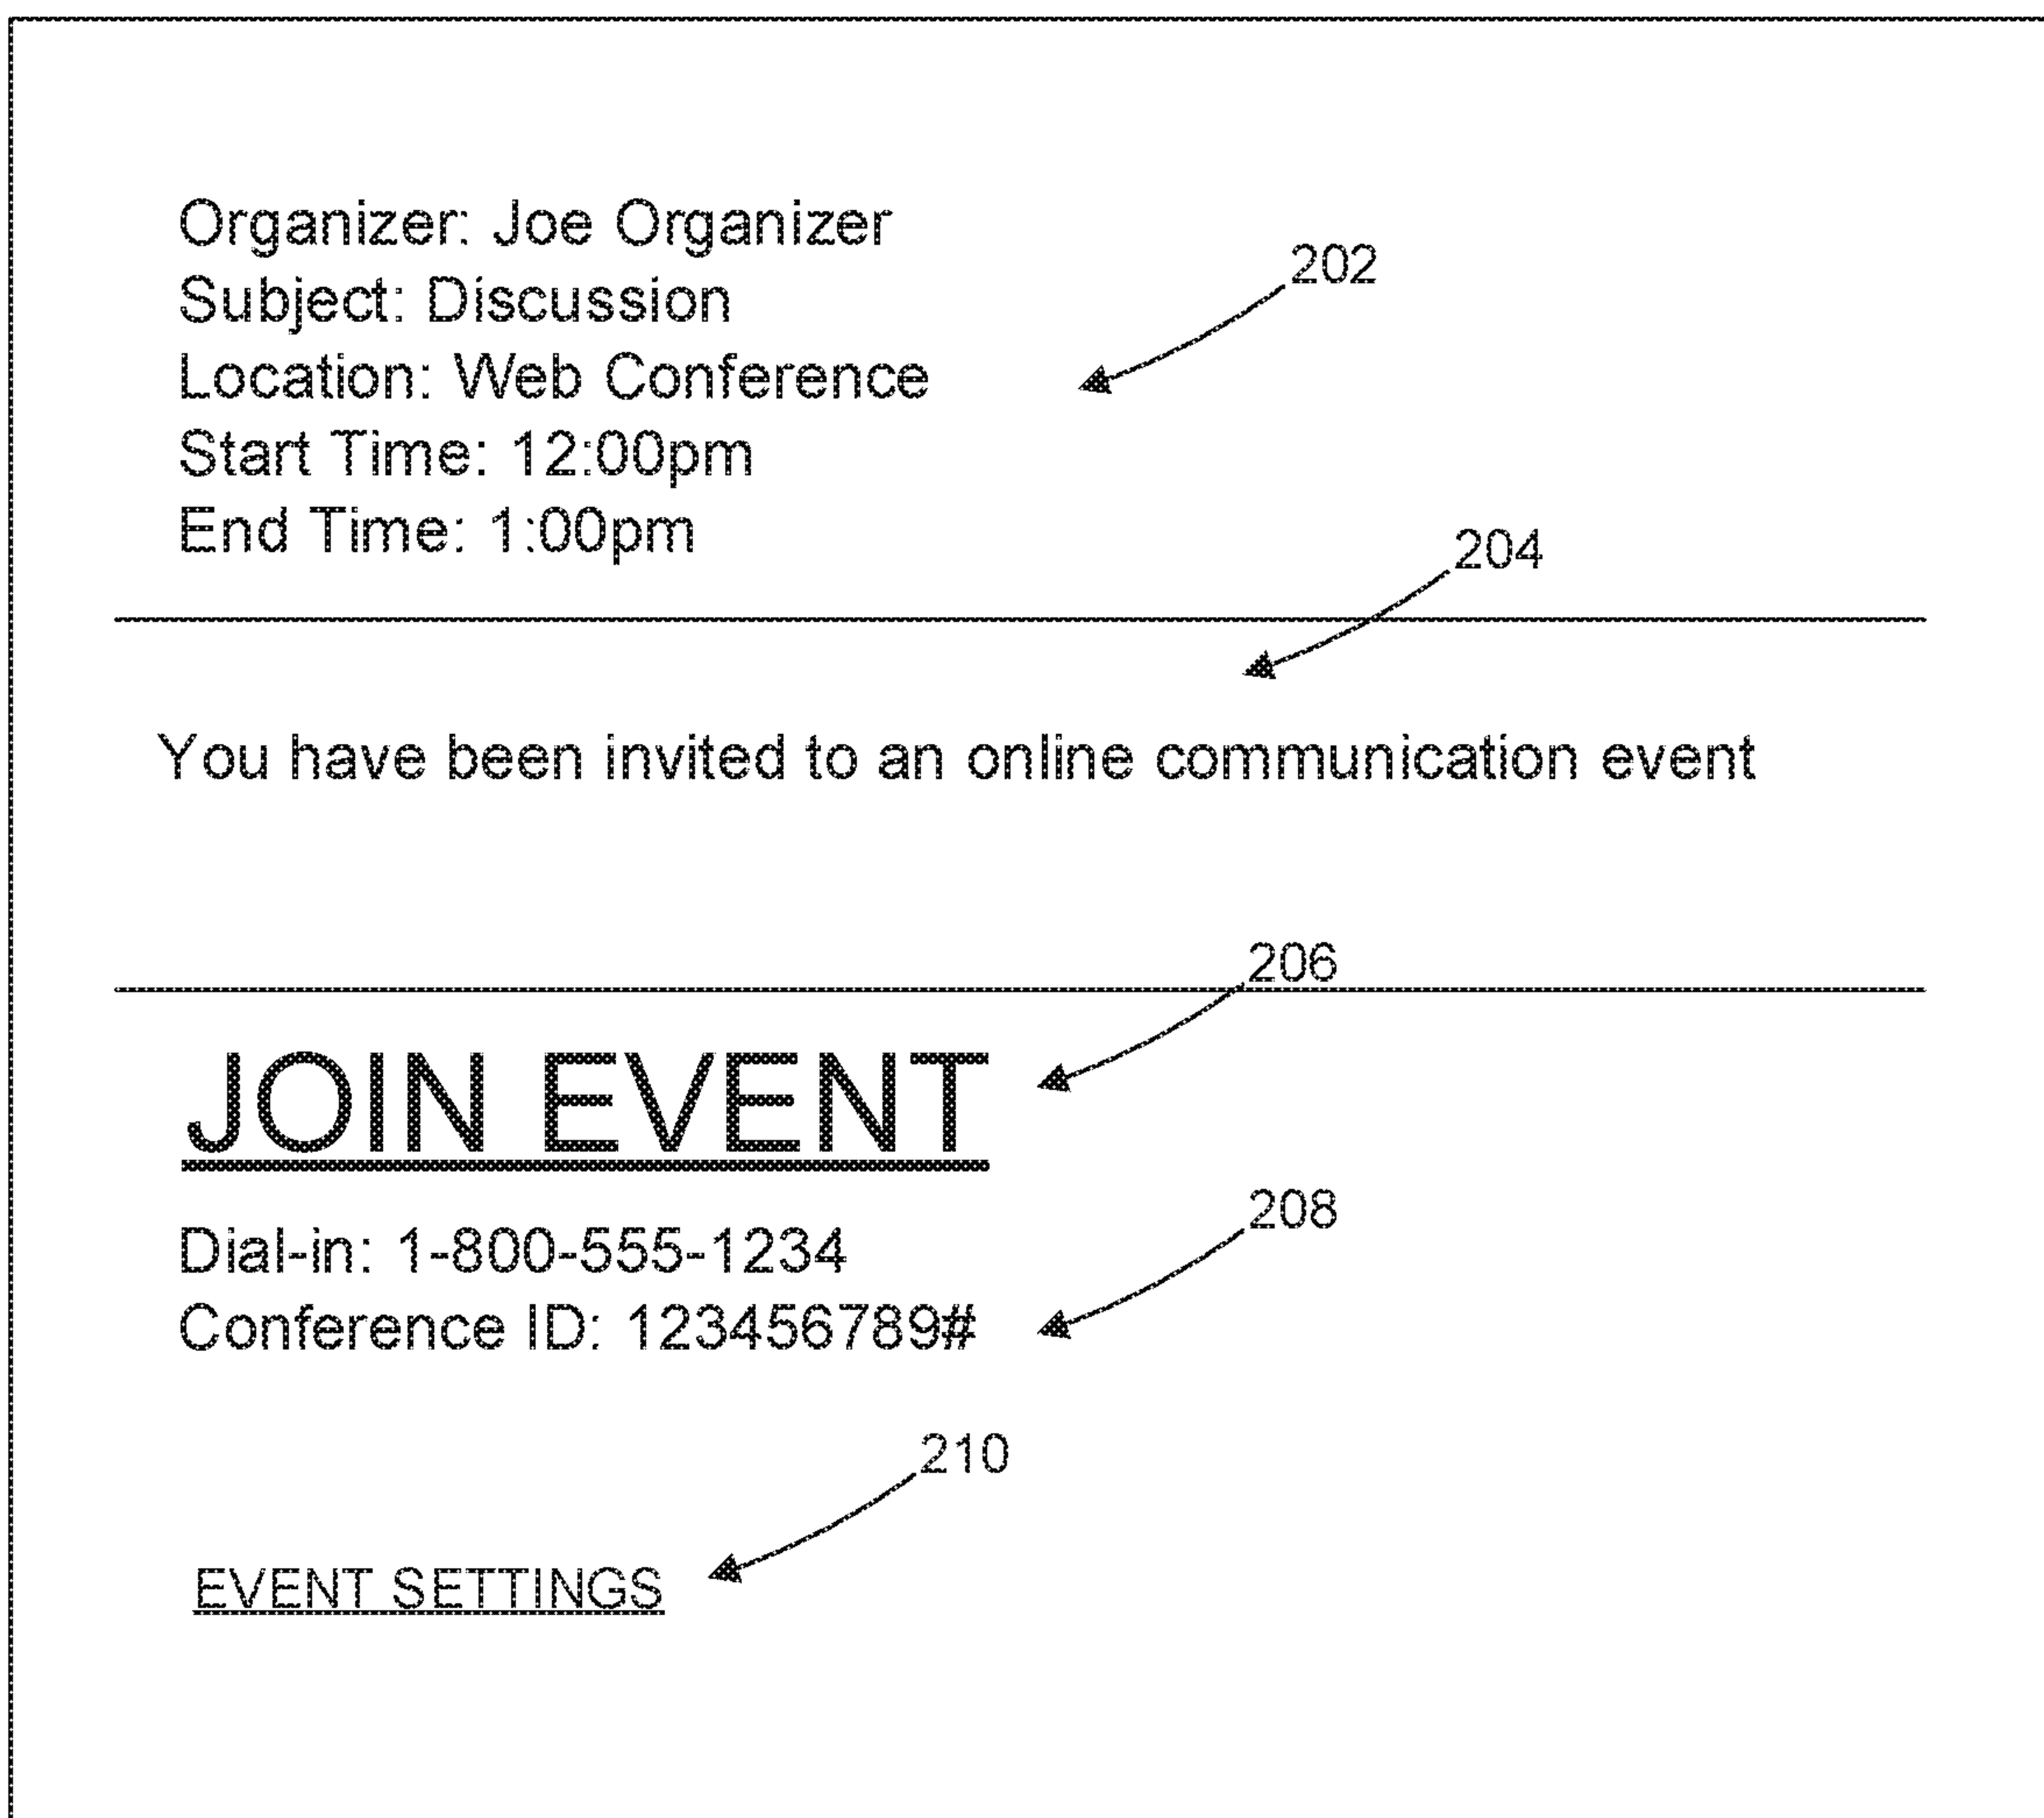 Organizer: Joe Organizer
202
Subject: Discussion
Location: Web Conference
Start Time: 12:00pm
End Time: 1:00pm
204
You have been invited to an online communication event
206
JOIN EVENT
208
Dial-in: 1-800-555-1234
Conference ID: 123456789#
210
EVENT SETTINGS